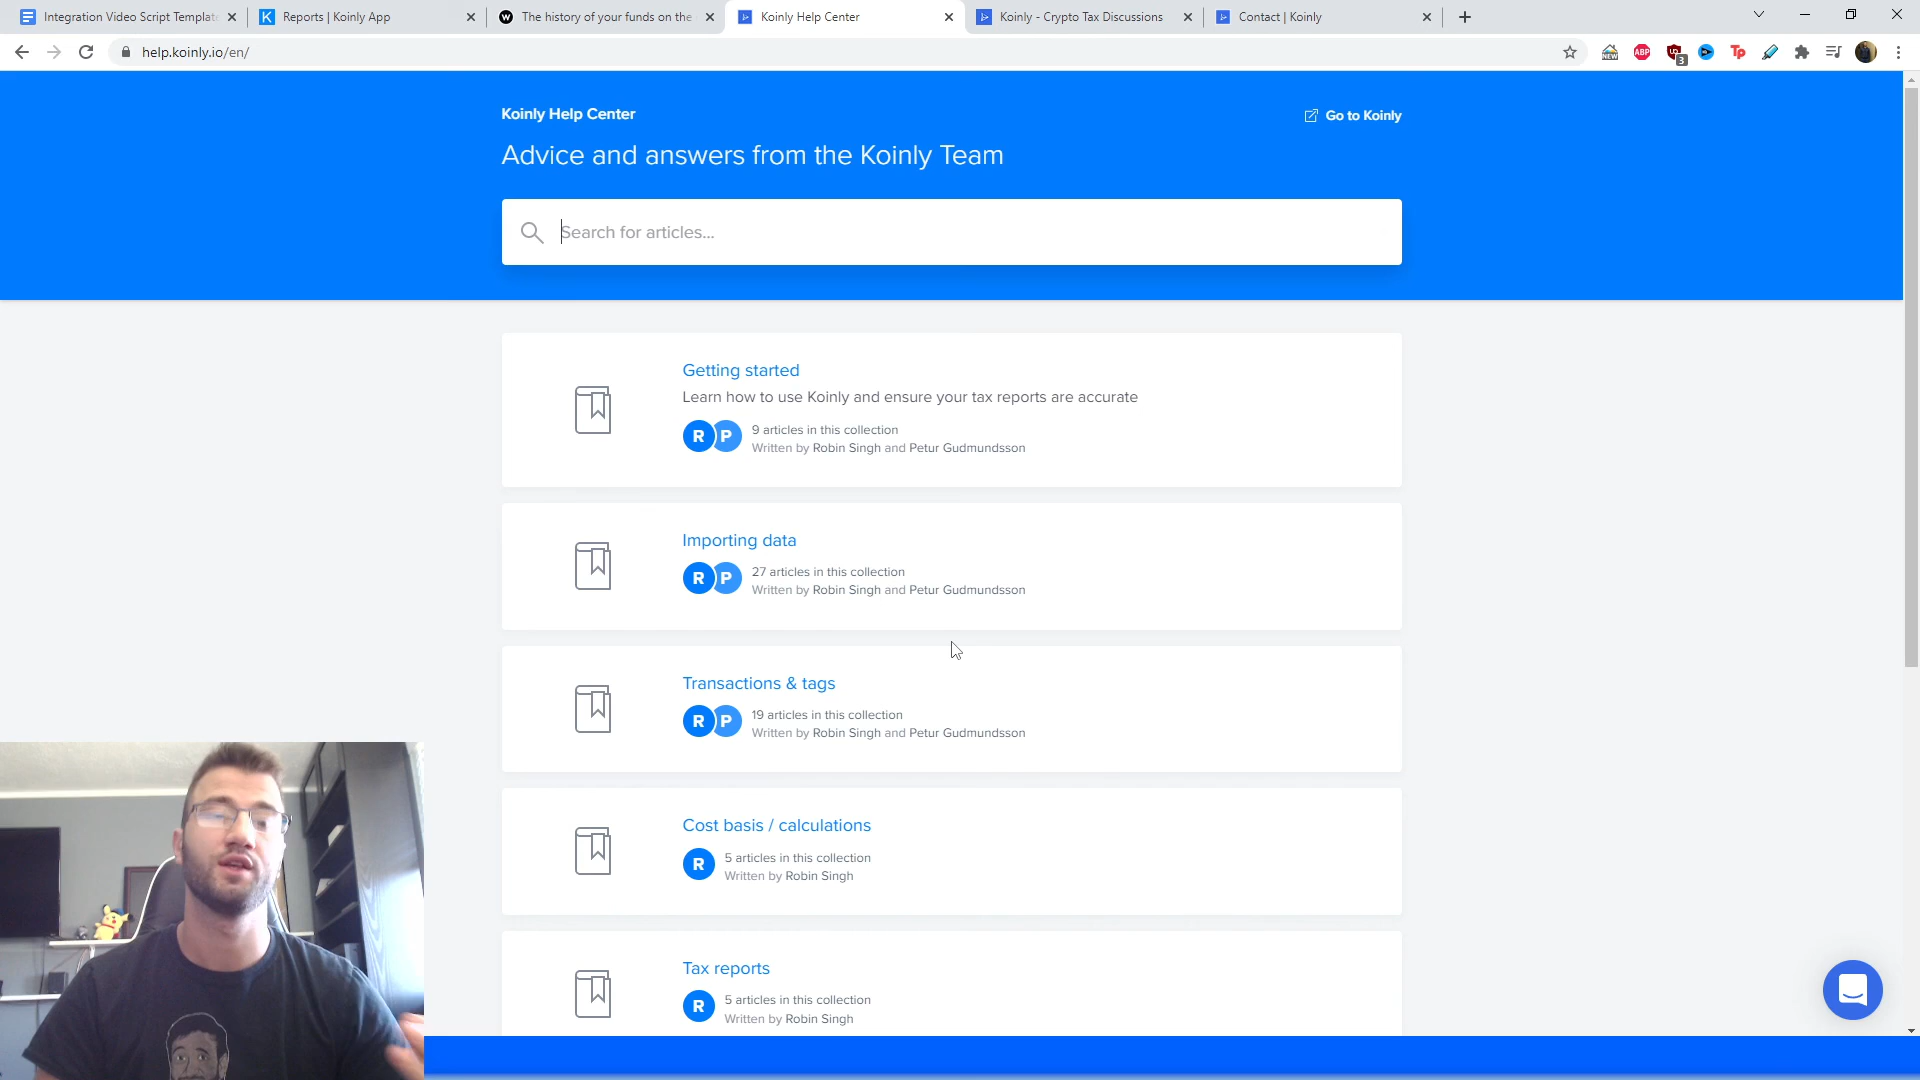 Integration Video Script Templat
Reports | Koinly App
The history of your funds on the
Koinly Help Center
Koinly - Crypto Tax Discussions
Contact | Koinly
help.koinly.io/en/
NEW
ABP
3
Tp
Koinly Help Center
Go to Koinly
Advice and answers from the Koinly Team
Search for articles...
Getting started
Learn how to use Koinly and ensure your tax reports are accurate
R P
9 articles in this collection
Written by Robin Singh and Petur Gudmundsson
Importing data
R P
27 articles in this collection
Written by Robin Singh and Petur Gudmundsson
Transactions & tags
R P
19 articles in this collection
Written by Robin Singh and Petur Gudmundsson
Cost basis / calculations
R
5 articles in this collection
Written by Robin Singh
Tax reports
R
5 articles in this collection
Written by Robin Singh